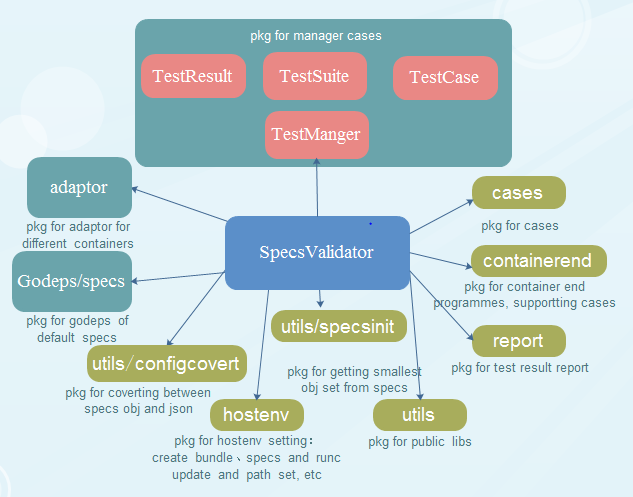 pkg for manager cases
TestResult
TestSuite
TestCase
TestManger
adaptor
pkg for adaptor for
different containers
cases
pkg for cases
SpecsValidator
Godeps/specs
pkg for godeps of
default specs
containerend
pkg for container end
programmes, supportting cases
utils/specsinit
pkg for getting smallest
obj set from specs
report
pkg for test result report
utils/configcovert
pkg for coverting between
specs obj and json
hostenv
pkg for hostenv setting：
create bundle、specs and runc
update and path set, etc
utils
pkg for public libs